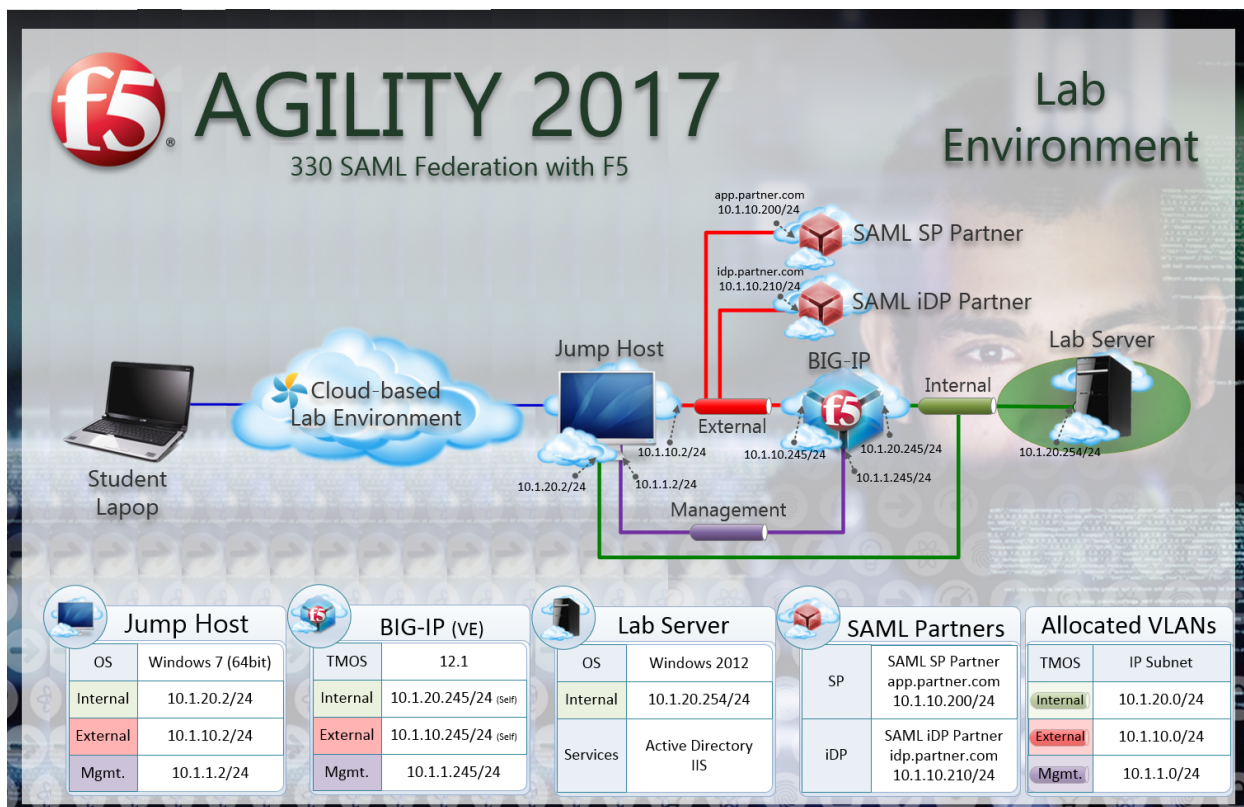 f5
®
AGILITY 2017
330 SAML Federation with F5
Lab
Environment
app.partner.com
10.1.10.200/24
SAML SP Partner
idp.partner.com
10.1.10.210/24
SAML iDP Partner
Jump Host
BIG-IP
Lab Server
Cloud-based
Lab Environment
Internal
External
f5
10.1.10.2/24
10.1.10.245/24
10.1.20.245/24
10.1.20.254/24
10.1.20.2/24
10.1.1.2/24
10.1.1.245/24
Student
Lapop
Management
Jump Host
OS Windows 7 (64bit)
Internal 10.1.20.2/24
External 10.1.10.2/24
Mgmt. 10.1.1.2/24
f5
BIG-IP (VE)
TMOS 12.1
Internal 10.1.20.245/24 (Self)
External 10.1.10.245/24 (Self)
Mgmt. 10.1.1.245/24
Lab Server
OS Windows 2012
Internal 10.1.20.254/24
Services Active Directory
IIS
SAML Partners
SP SAML SP Partner
app.partner.com
10.1.10.200/24
iDP SAML iDP Partner
idp.partner.com
10.1.10.210/24
Allocated VLANs
TMOS IP Subnet
Internal 10.1.20.0/24
External 10.1.10.0/24
Mgmt. 10.1.1.0/24